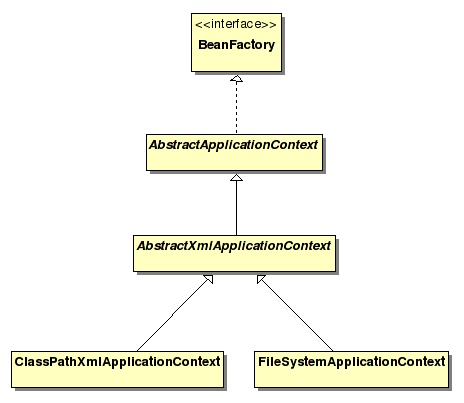 <<interface>>
BeanFactory
AbstractApplicationContext
AbstractXmlApplicationContext
ClassPathXmlApplicationContext
FileSystemApplicationContext